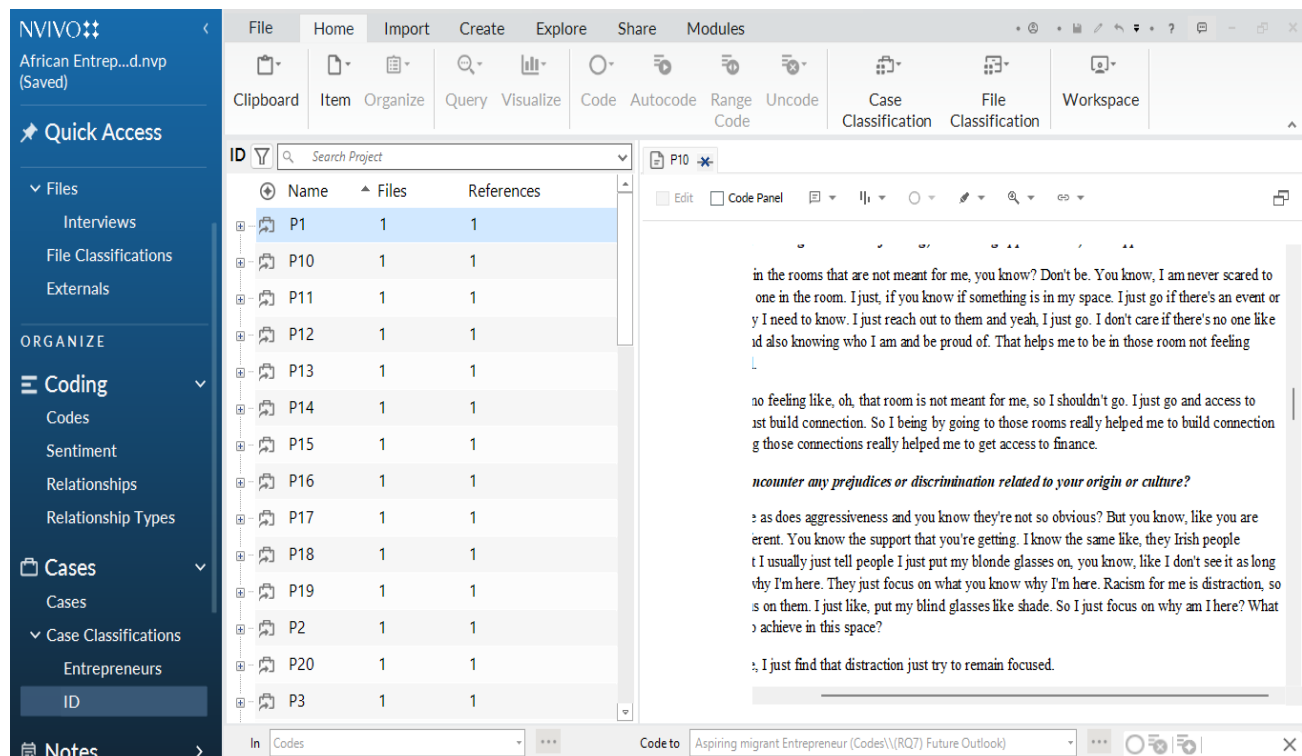 NVIVO
African Entrep...d.nvp
(Saved)
Quick Access
Files
Interviews
File Classifications
Externals
ORGANIZE
Coding
Codes
Sentiment
Relationships
Relationship Types
Cases
Cases
Case Classifications
Entrepreneurs
ID
Notes
File Home Import Create Explore Share Modules
Clipboard Item Organize Query Visualize Code Autocode Range Code Uncode Case Classification File Classification Workspace
ID Search Project
Name Files References
P1 1 1
P10 1 1
P11 1 1
P12 1 1
P13 1 1
P14 1 1
P15 1 1
P16 1 1
P17 1 1
P18 1 1
P19 1 1
P2 1 1
P20 1 1
P3 1 1
P10
Edit Code Panel
in the rooms that are not meant for me, you know? Don't be. You know, I am never scared to
one in the room. I just, if you know if something is in my space. I just go if there's an event or
y I need to know. I just reach out to them and yeah, I just go. I don't care if there's no one like
nd also knowing who I am and be proud of. That helps me to be in those room not feeling
no feeling like, oh, that room is not meant for me, so I shouldn't go. I just go and access to
ust build connection. So I being by going to those rooms really helped me to build connection
g those connections really helped me to get access to finance.
ncounter any prejudices or discrimination related to your origin or culture?
e as does aggressiveness and you know they're not so obvious? But you know, like you are
ferent. You know the support that you're getting. I know the same like, they Irish people
t I usually just tell people I just put my blonde glasses on, you know, like I don't see it as long
why I'm here. They just focus on what you know why I'm here. Racism for me is distraction, so
s on them. I just like, put my blind glasses like shade. So I just focus on why am I here? What
o achieve in this space?
e, I just find that distraction just try to remain focused.
In Codes
Code to Aspiring migrant Entrepreneur (Codes\\(RQ7) Future Outlook)